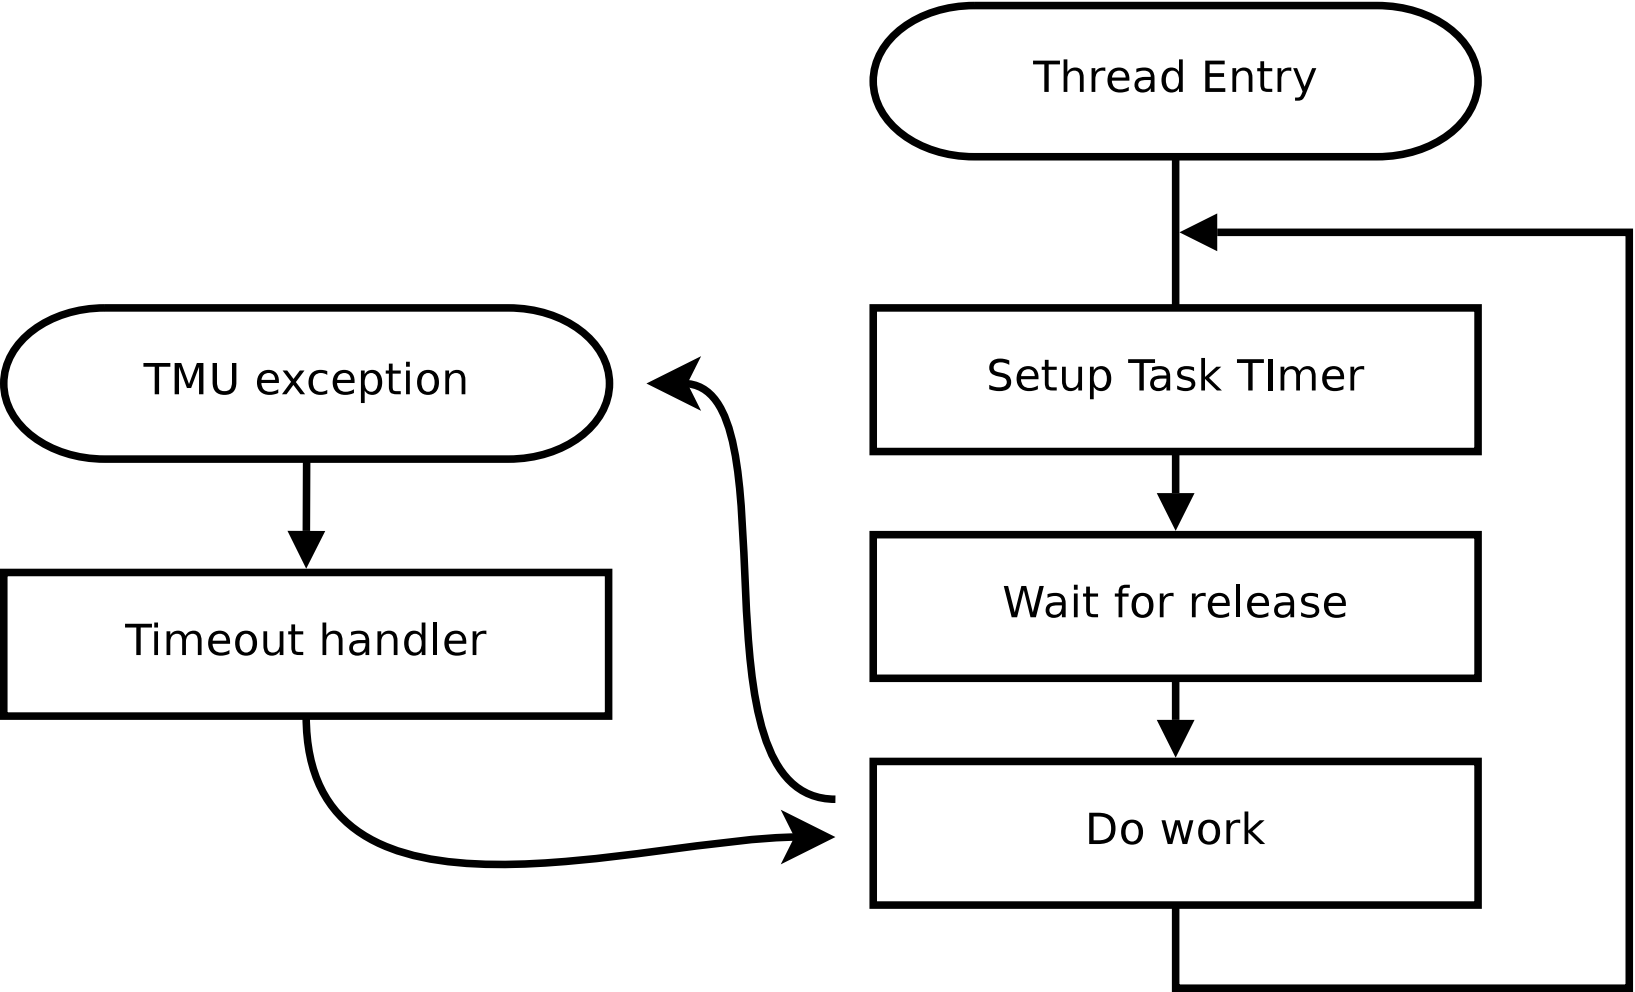 Thread Entry
TMU exception
Setup Task TImer
Wait for release
Timeout handler
Do work